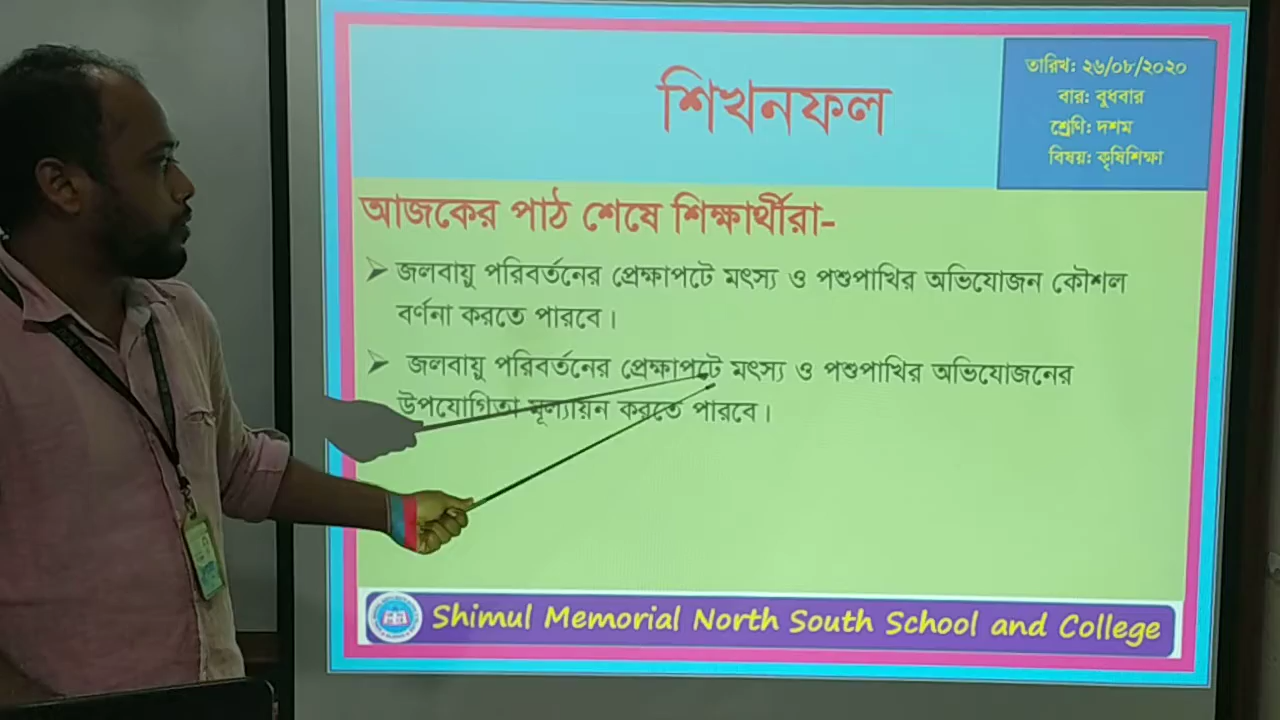 শিখনফল
তারিখ: ২৬/০৮/২০২০
বার: বুধবার
শ্রেণি: দশম
বিষয়: কৃষিশিক্ষা
আজকের পাঠ শেষে শিক্ষার্থীরা-
➤ জলবায়ু পরিবর্তনের প্রেক্ষাপটে মৎস্য ও পশুপাখির অভিযোজন কৌশল
বর্ণনা করতে পারবে।
➤ জলবায়ু পরিবর্তনের প্রেক্ষাপটে মৎস্য ও পশুপাখির অভিযোজনের
উপযোগিতা মূল্যায়ন করতে পারবে।
Shimul Memorial North South School and College